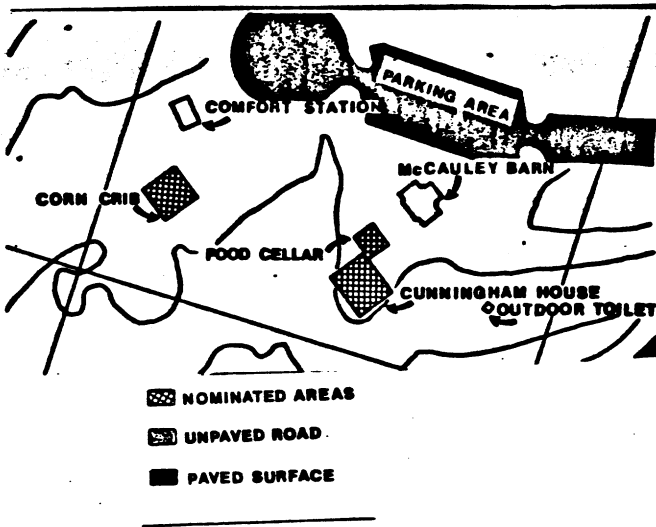 PARKING AREA
COMFORT STATION
McCAULEY BARN
CORN CRIB
FOOD CELLAR
CUNNINGHAM HOUSE
OUTDOOR TOILET
NOMINATED AREAS
UNPAVED ROAD
PAVED SURFACE